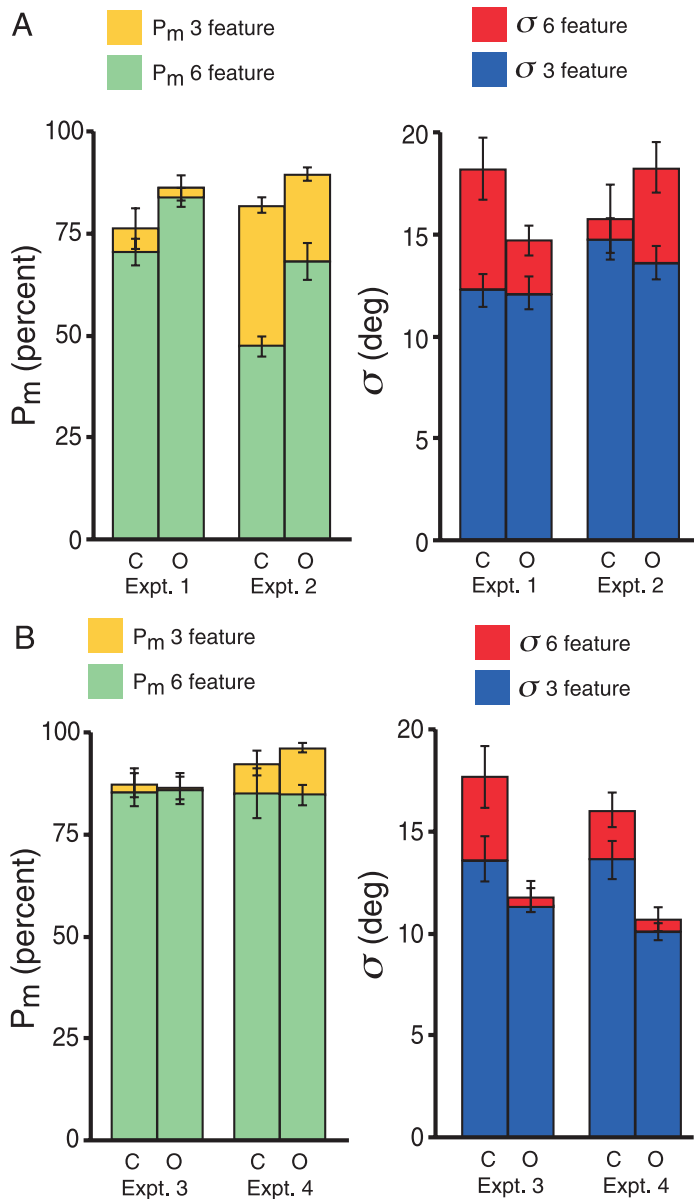 A
Pm 3 feature
Pm 6 feature
σ 6 feature
σ 3 feature
100
75
50
25
0
Pm (percent)
C O C O
Expt. 1 Expt. 2
20
15
10
5
0
σ (deg)
C O C O
Expt. 1 Expt. 2
B
Pm 3 feature
Pm 6 feature
σ 6 feature
σ 3 feature
100
75
50
25
0
Pm (percent)
C O C O
Expt. 3 Expt. 4
20
15
10
5
0
σ (deg)
C O C O
Expt. 3 Expt. 4